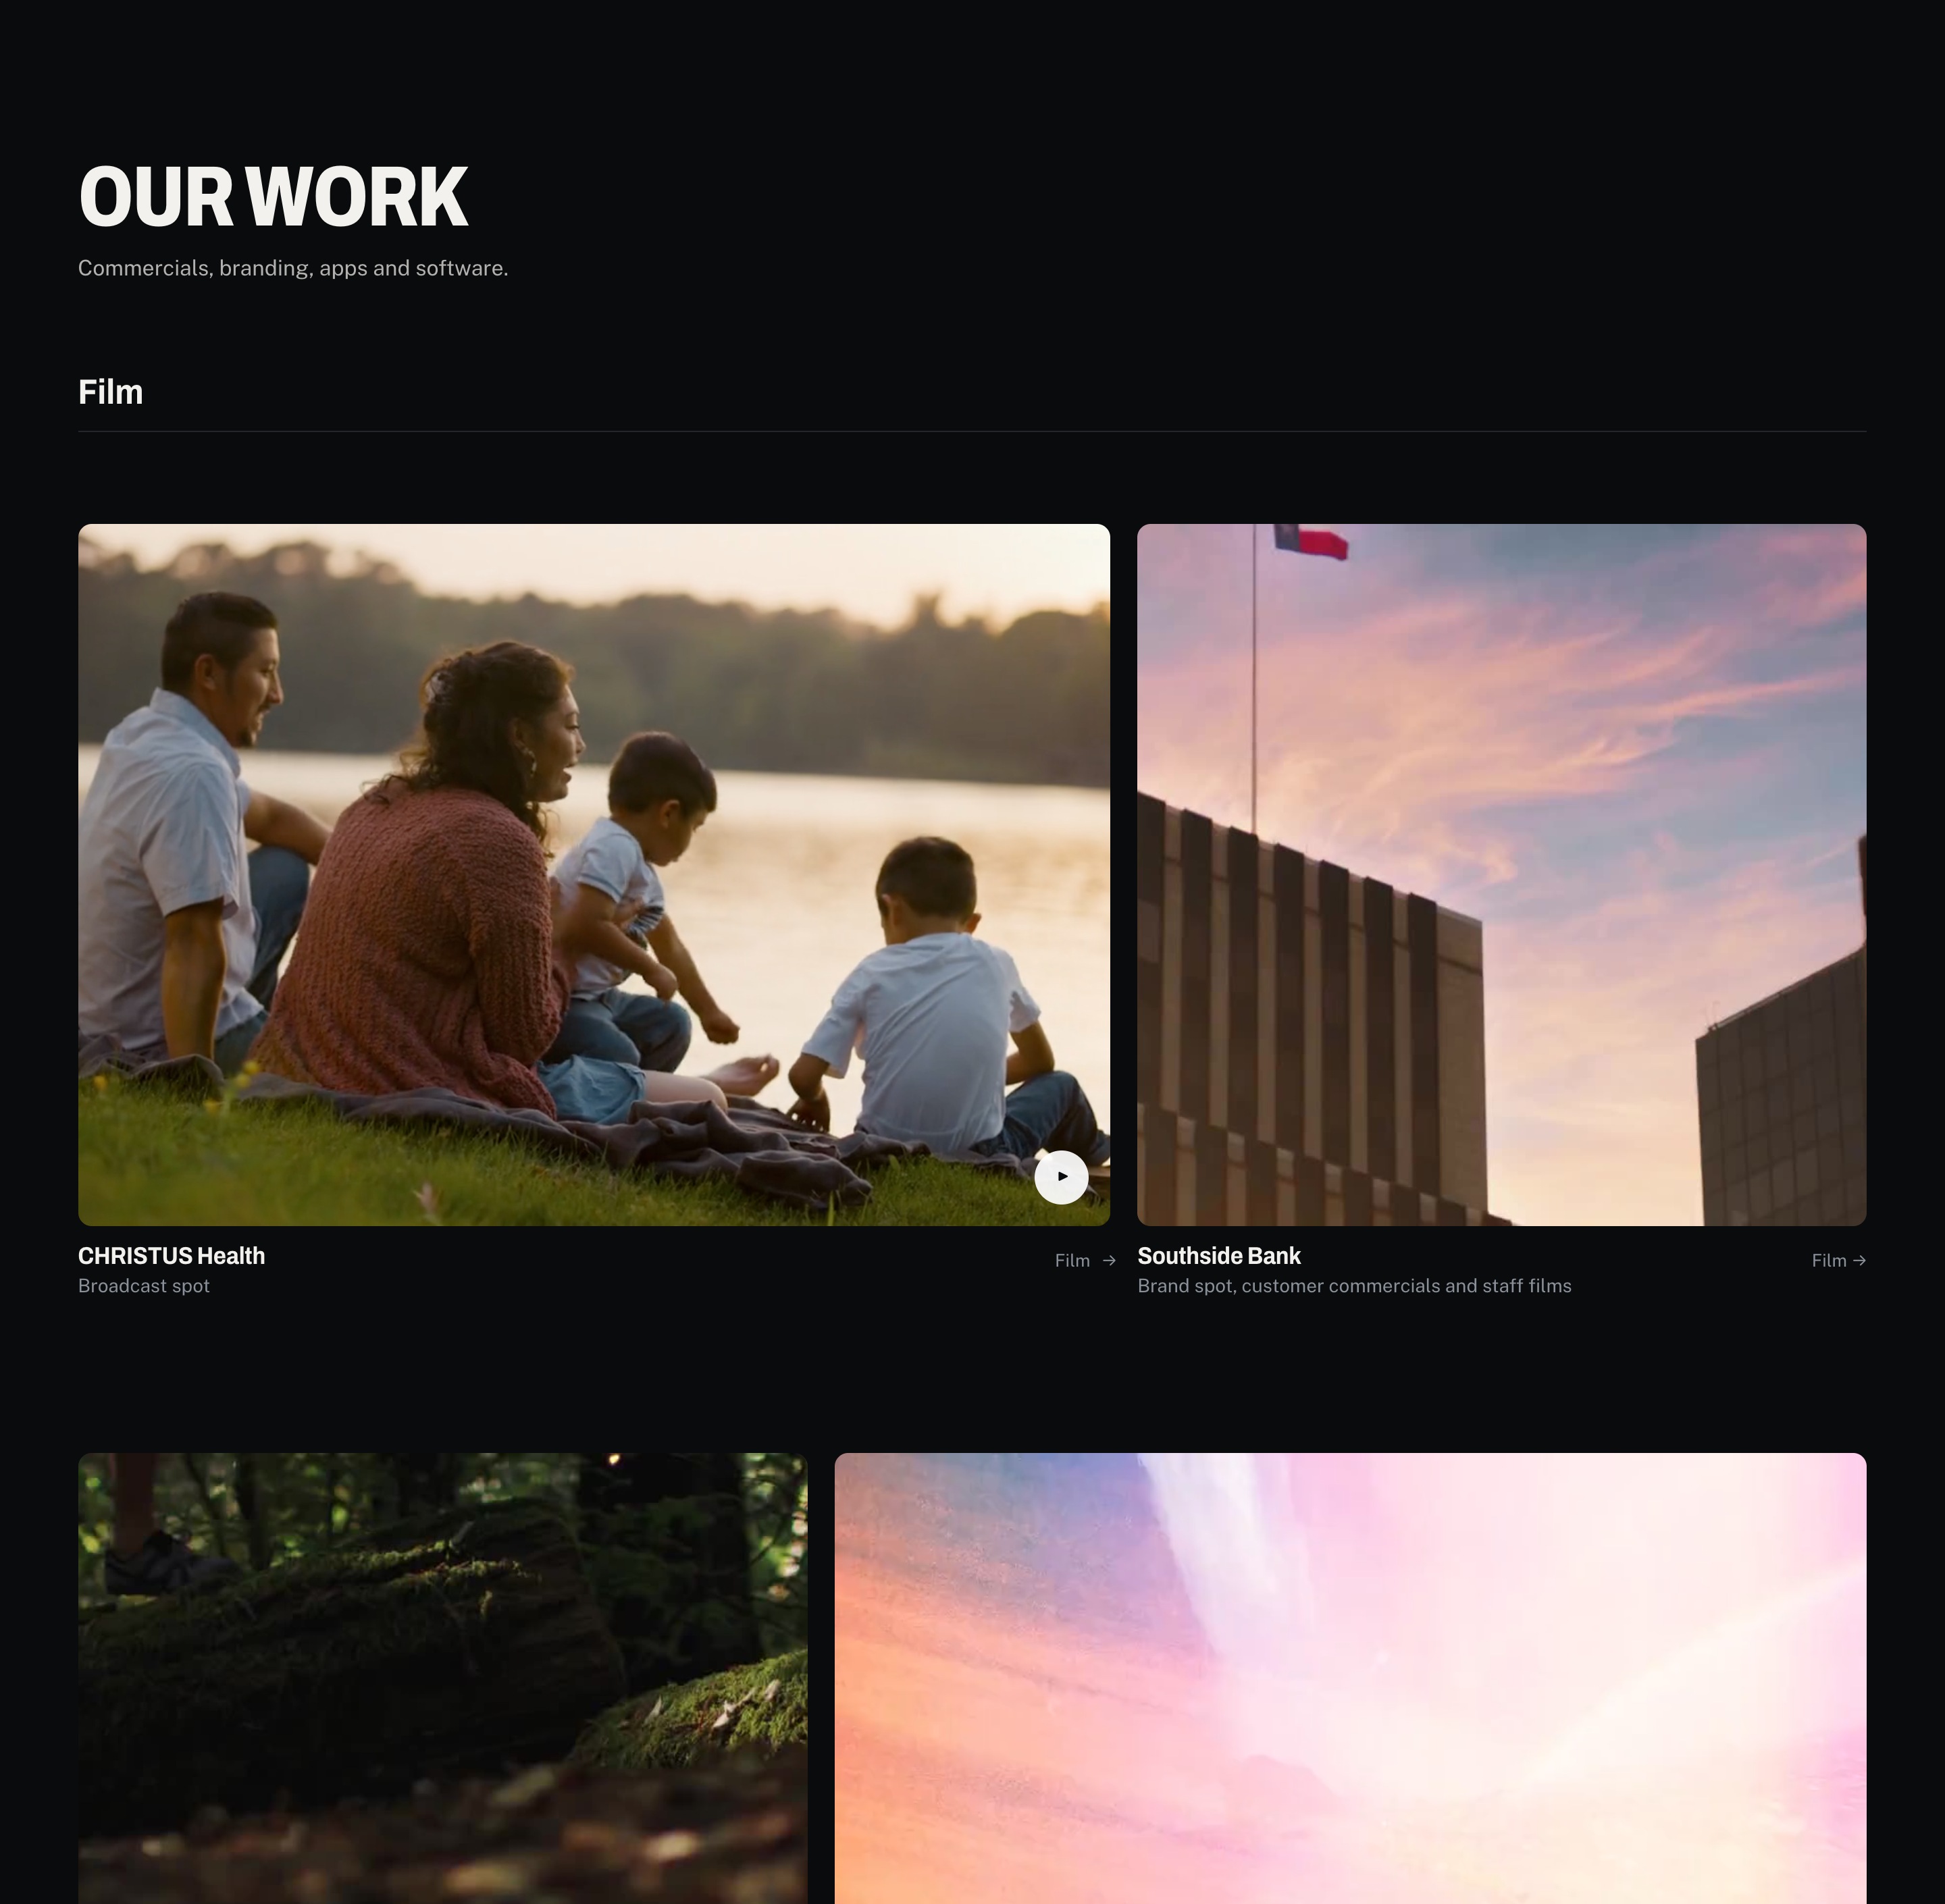 OUR WORK
Commercials, branding, apps and software.
Film
CHRISTUS Health
Film →
Broadcast spot
Southside Bank
Film →
Brand spot, customer commercials and staff films